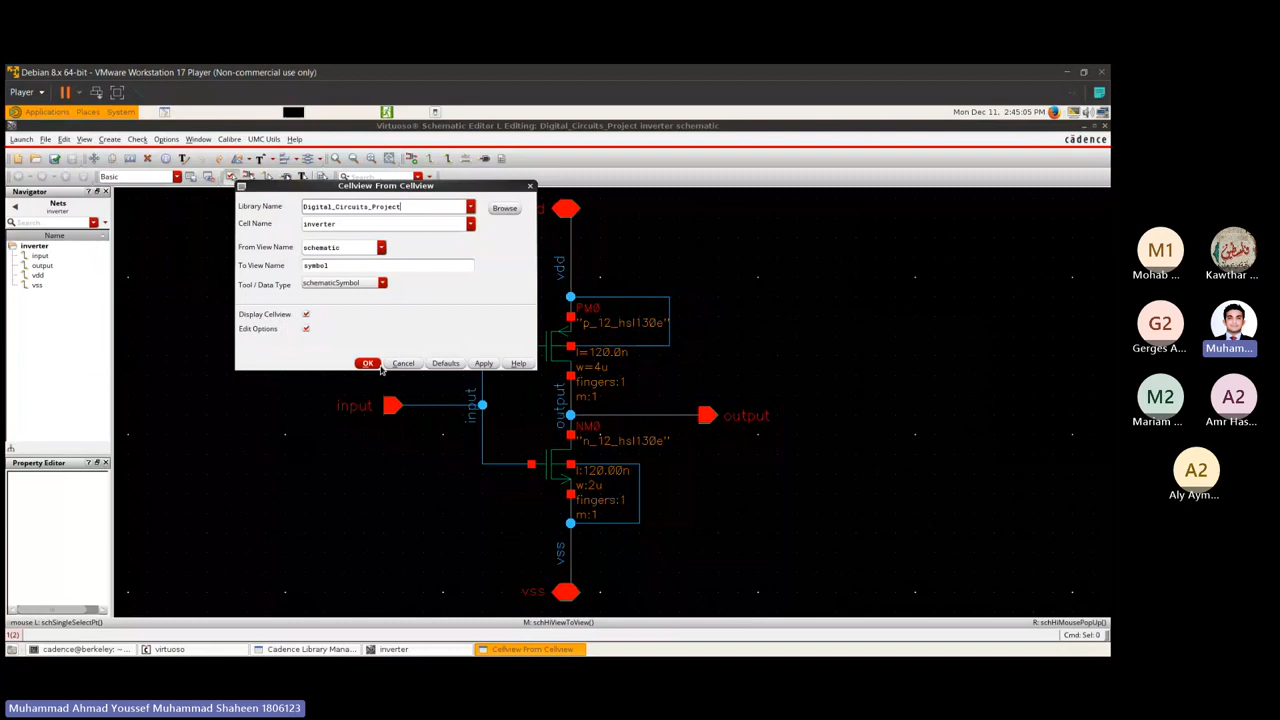 Debian 8.x 64-bit - VMware Workstation 17 Player (Non-commercial use only)
Player
Applications Places System
Mon Dec 11, 2:45:05 PM
Virtuoso® Schematic Editor L Editing: Digital_Circuits_Project inverter schematic
Launch File Edit View Create Check Options Window Calibre UMC Utils Help
cādence
Basic
Search
Navigator
Nets
inverter
Search
Name
inverter
input
output
vdd
vss
Property Editor
Cellview From Cellview
Library Name Digital_Circuits_Project Browse
Cell Name inverter
From View Name schematic
To View Name symbol
Tool / Data Type schematicSymbol
Display Cellview
Edit Options
OK Cancel Defaults Apply Help
d
vdd
PM0
"p_12_hsl130e"
l=120.0n
w=4u
fingers:1
m:1
input
input
output
output
NM0
"n_12_hsl130e"
l:120.00n
w:2u
fingers:1
m:1
vss
vss
mouse L: schSingleSelectPt() M: schHiViewToView() R: schHiMousePopUp()
1(2) Cmd: Sel: 0
cadence@berkeley: ~... virtuoso Cadence Library Mana... inverter Cellview From Cellview
M1
Mohab ...
Kawthar ...
G2
Gerges A...
Muham...
M2
Mariam ...
A2
Amr Has...
A2
Aly Aym...
Muhammad Ahmad Youssef Muhammad Shaheen 1806123